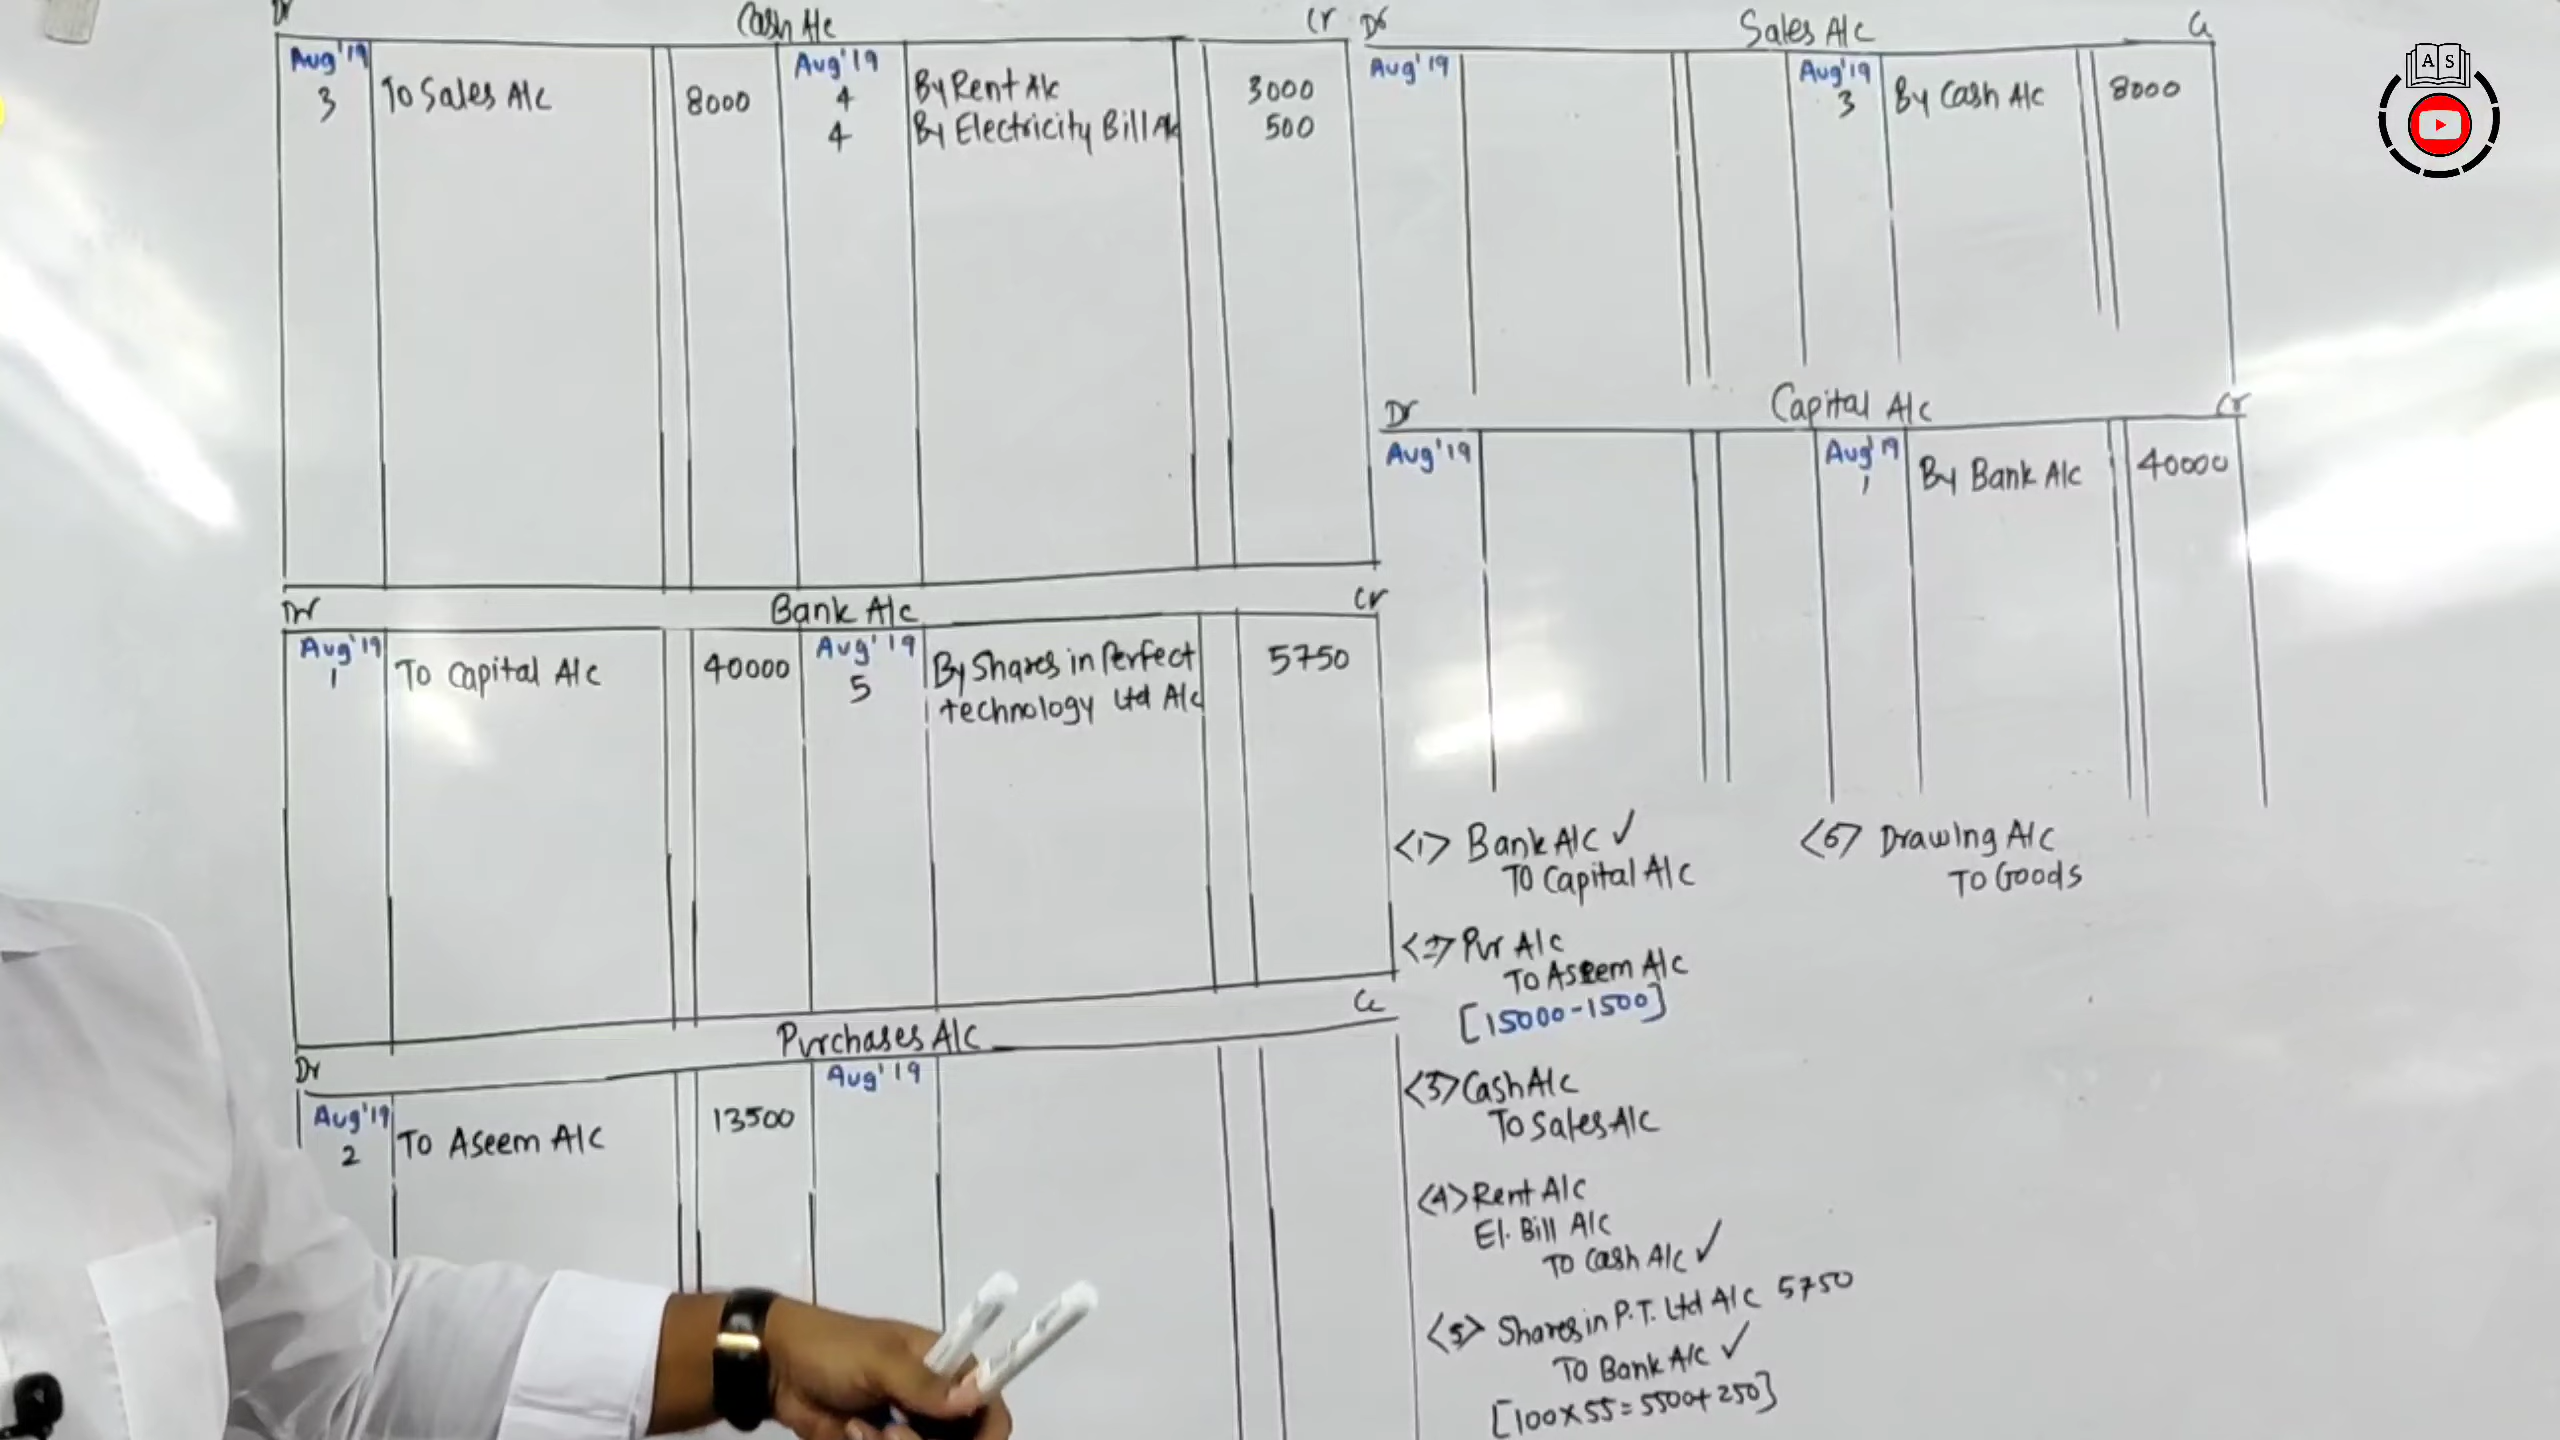 Dr Cash A/c Cr
Aug'19 Aug'19
3 To Sales A/c 8000 4 By Rent A/c 3000
4 By Electricity Bill A/c 500
Dr Sales A/c Cr
Aug'19 Aug'19
3 By Cash A/c 8000
Dr Capital A/c Cr
Aug'19 Aug'19
1 By Bank A/c 40000
Dr Bank A/c Cr
Aug'19 Aug'19
1 To Capital A/c 40000 5 By Shares in Perfect 5750
technology Ltd A/c
Dr Purchases A/c Cr
Aug'19 Aug'19
2 To Aseem A/c 13500
<1> Bank A/c ✓
To Capital A/c
<2> Pur A/c
To Aseem A/c
[15000-1500]
<3> Cash A/c
To Sales A/c
<4> Rent A/c
El. Bill A/c
To Cash A/c ✓
<5> Shares in P.T. Ltd A/c 5750
To Bank A/c ✓
[100×55=5500+250]
<6> Drawing A/c
To Goods
A S